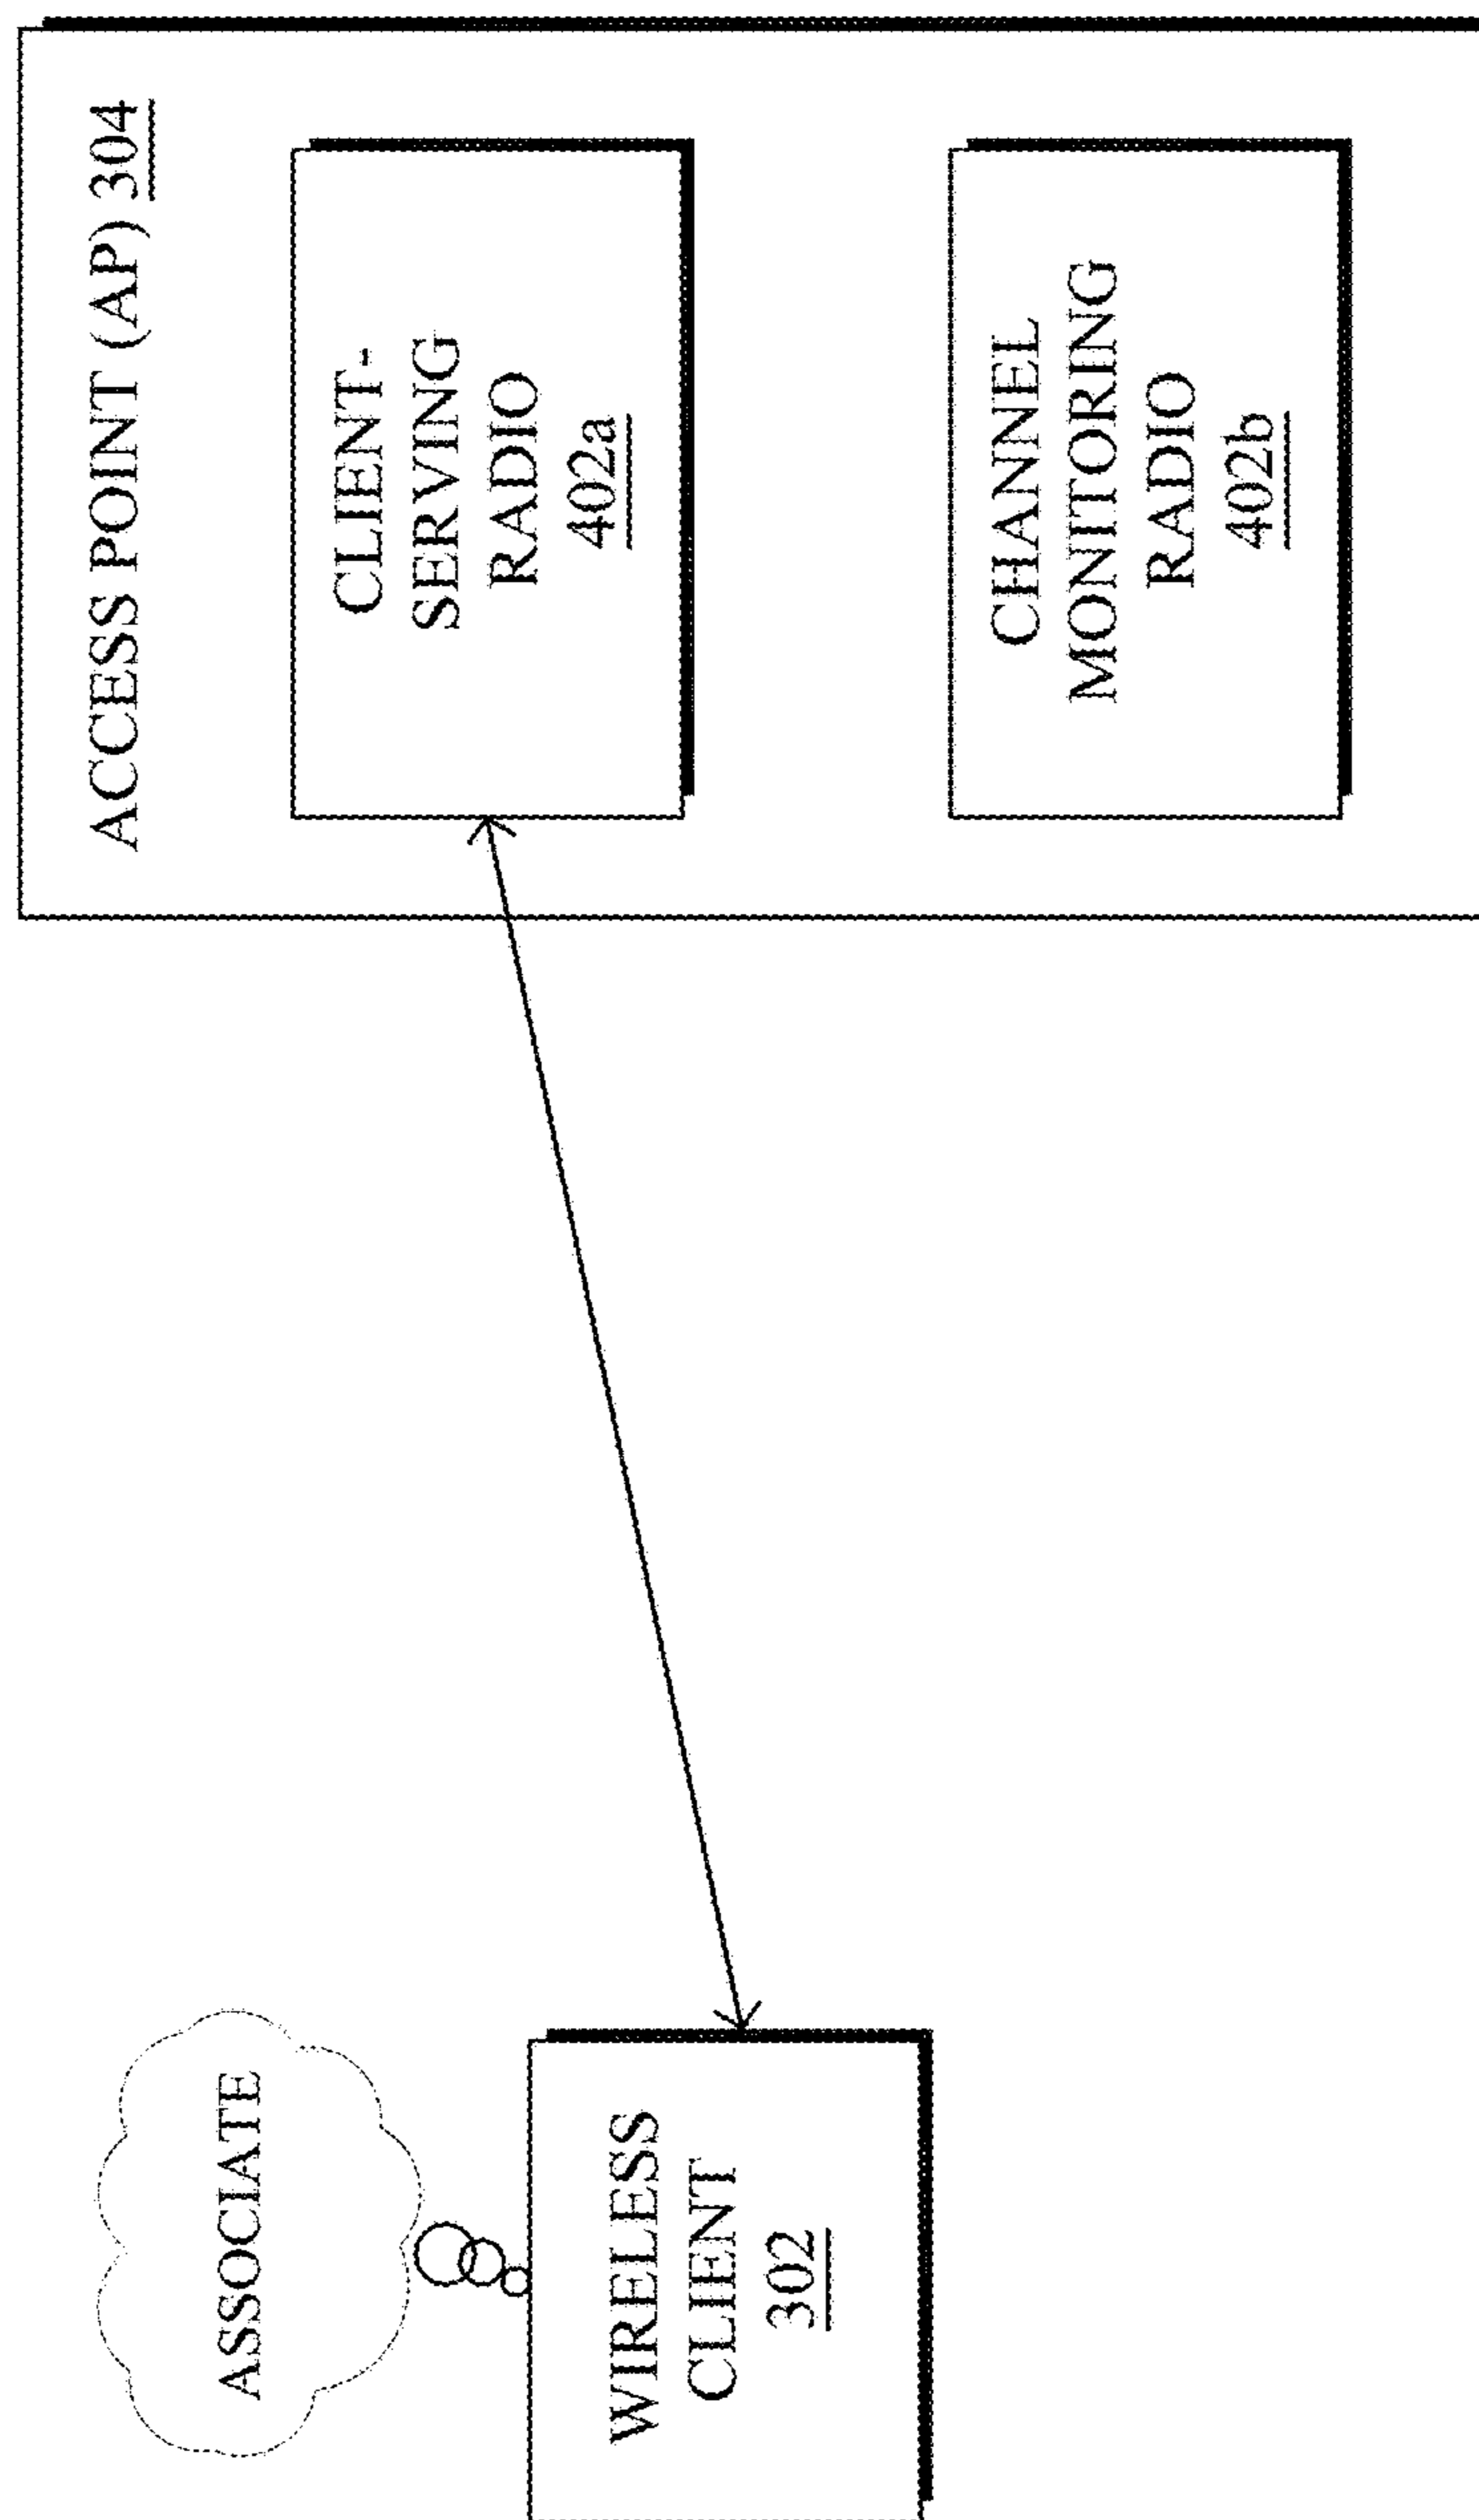 ACCESS POINT (AP) 304
CLIENT-
SERVING
RADIO
402a
CHANNEL
MONITORING
RADIO
402b
ASSOCIATE
WIRELESS
CLIENT
302